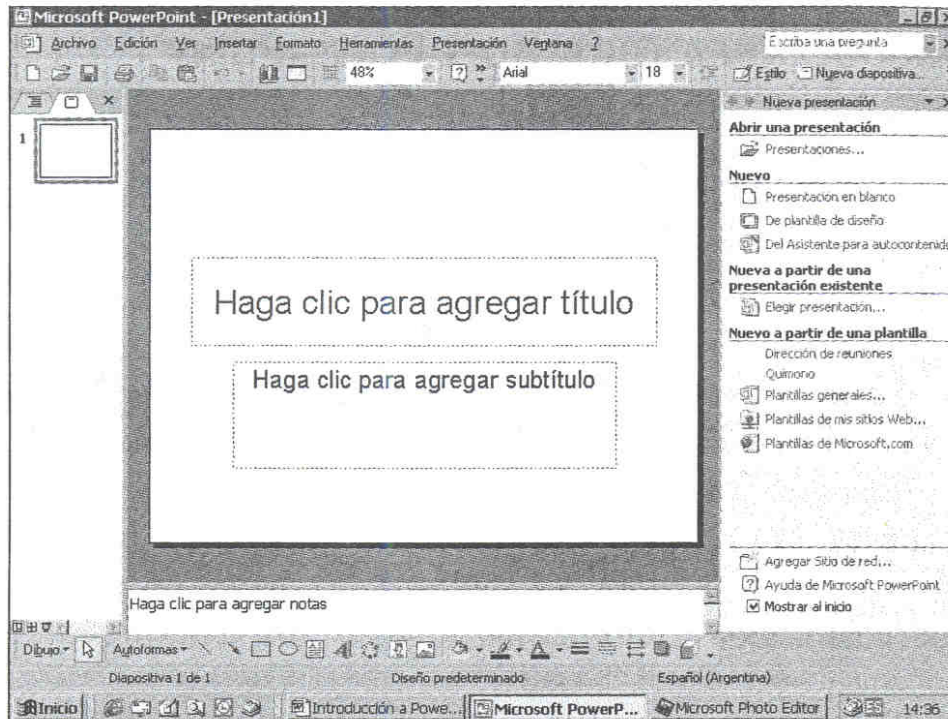 Microsoft PowerPoint - [Presentación1]
Archivo Edición Ver Insertar Formato Herramientas Presentación Ventana ?
Escriba una pregunta
48% Arial 18 Estilo Nueva diapositiva...
Nueva presentación
1
Abrir una presentación
Presentaciones...
Nuevo
Presentación en blanco
De plantilla de diseño
Del Asistente para autocontenido
Nueva a partir de una
presentación existente
Elegir presentación...
Nuevo a partir de una plantilla
Dirección de reuniones
Quimono
Plantillas generales...
Plantillas de mis sitios Web...
Plantillas de Microsoft.com
Haga clic para agregar título
Haga clic para agregar subtítulo
Agregar Sitio de red...
Ayuda de Microsoft PowerPoint
Mostrar al inicio
Haga clic para agregar notas
Dibujo Autoformas
Diapositiva 1 de 1 Diseño predeterminado Español (Argentina)
Inicio Introducción a Powe... Microsoft PowerP... Microsoft Photo Editor 14:36